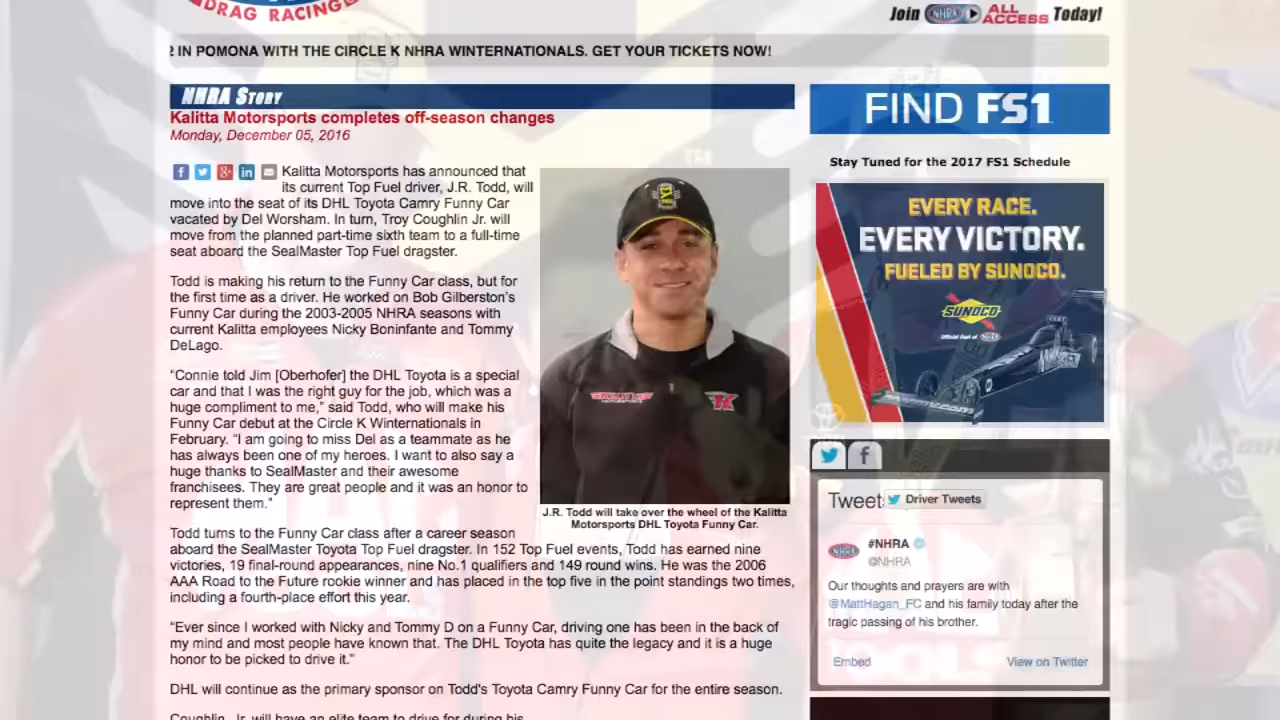 DRAG RACING
Join NHRA ALL ACCESS Today!
2 IN POMONA WITH THE CIRCLE K NHRA WINTERNATIONALS. GET YOUR TICKETS NOW!
NHRA STORY
Kalitta Motorsports completes off-season changes
Monday, December 05, 2016
Kalitta Motorsports has announced that
its current Top Fuel driver, J.R. Todd, will
move into the seat of its DHL Toyota Camry Funny Car
vacated by Del Worsham. In turn, Troy Coughlin Jr. will
move from the planned part-time sixth team to a full-time
seat aboard the SealMaster Top Fuel dragster.
Todd is making his return to the Funny Car class, but for
the first time as a driver. He worked on Bob Gilberston's
Funny Car during the 2003-2005 NHRA seasons with
current Kalitta employees Nicky Boninfante and Tommy
DeLago.
“Connie told Jim [Oberhofer] the DHL Toyota is a special
car and that I was the right guy for the job, which was a
huge compliment to me,” said Todd, who will make his
Funny Car debut at the Circle K Winternationals in
February. “I am going to miss Del as a teammate as he
has always been one of my heroes. I want to also say a
huge thanks to SealMaster and their awesome
franchisees. They are great people and it was an honor to
represent them.”
J.R. Todd will take over the wheel of the Kalitta
Motorsports DHL Toyota Funny Car.
Todd turns to the Funny Car class after a career season
aboard the SealMaster Toyota Top Fuel dragster. In 152 Top Fuel events, Todd has earned nine
victories, 19 final-round appearances, nine No.1 qualifiers and 149 round wins. He was the 2006
AAA Road to the Future rookie winner and has placed in the top five in the point standings two times,
including a fourth-place effort this year.
“Ever since I worked with Nicky and Tommy D on a Funny Car, driving one has been in the back of
my mind and most people have known that. The DHL Toyota has quite the legacy and it is a huge
honor to be picked to drive it.”
DHL will continue as the primary sponsor on Todd's Toyota Camry Funny Car for the entire season.
Coughlin, Jr. will have an elite team to drive for during his
FIND FS1
Stay Tuned for the 2017 FS1 Schedule
EVERY RACE.
EVERY VICTORY.
FUELED BY SUNOCO.
SUNOCO
Official Fuel of NHRA
Tweets
Driver Tweets
#NHRA
@NHRA
Our thoughts and prayers are with
@MattHagan_FC and his family today after the
tragic passing of his brother.
Embed
View on Twitter